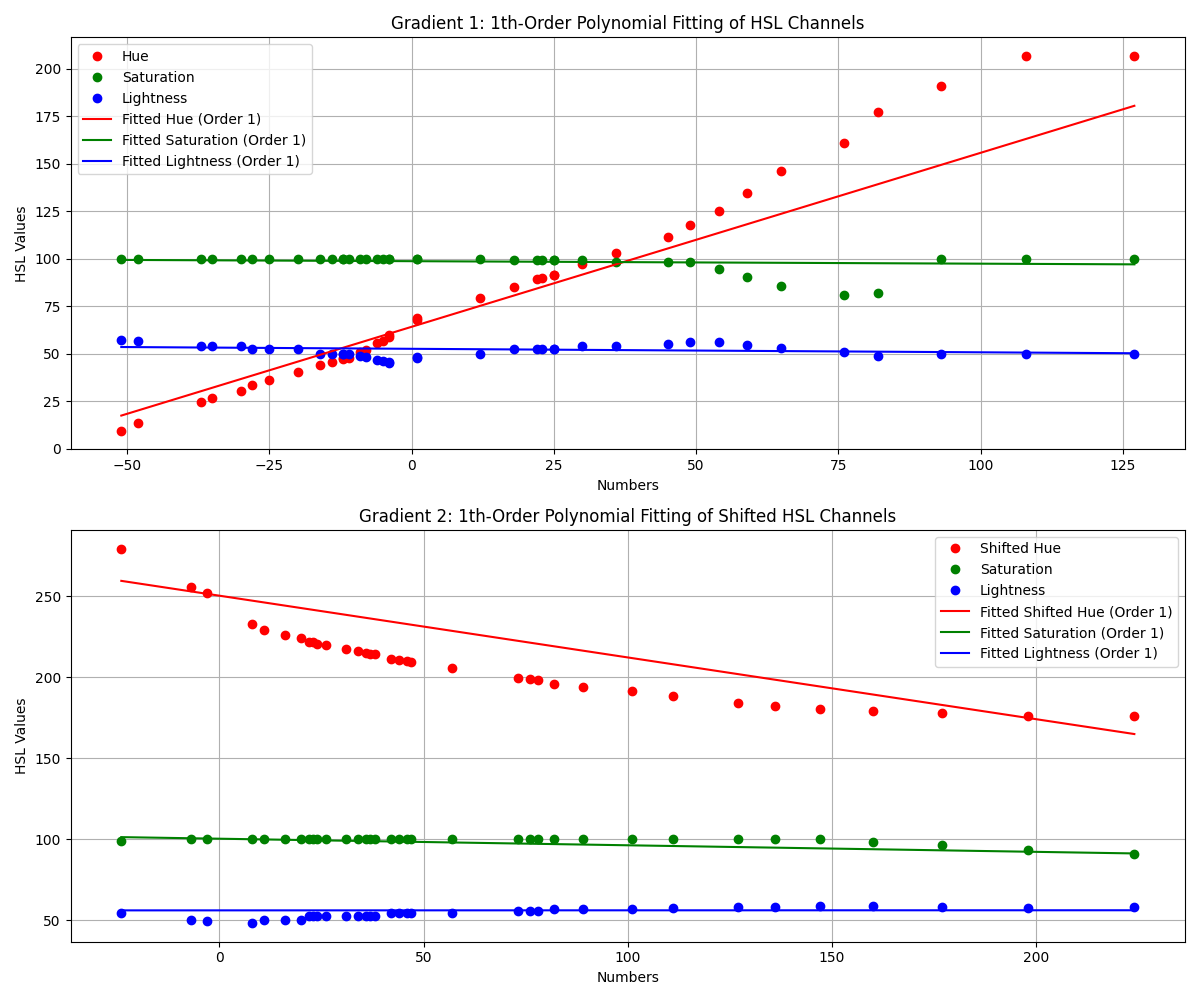 Gradient 1: 1th-Order Polynomial Fitting of HSL Channels
HSL Values
200
175
150
125
100
75
50
25
0
Hue
Saturation
Lightness
Fitted Hue (Order 1)
Fitted Saturation (Order 1)
Fitted Lightness (Order 1)
−50
−25
0
25
50
75
100
125
Numbers
Gradient 2: 1th-Order Polynomial Fitting of Shifted HSL Channels
HSL Values
250
200
150
100
50
Shifted Hue
Saturation
Lightness
Fitted Shifted Hue (Order 1)
Fitted Saturation (Order 1)
Fitted Lightness (Order 1)
0
50
100
150
200
Numbers